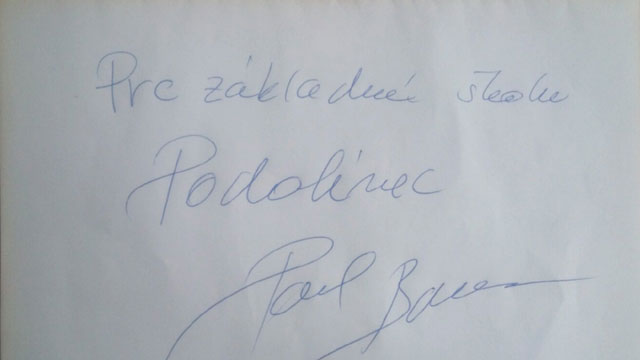 Pre základnú školu
Podolínec